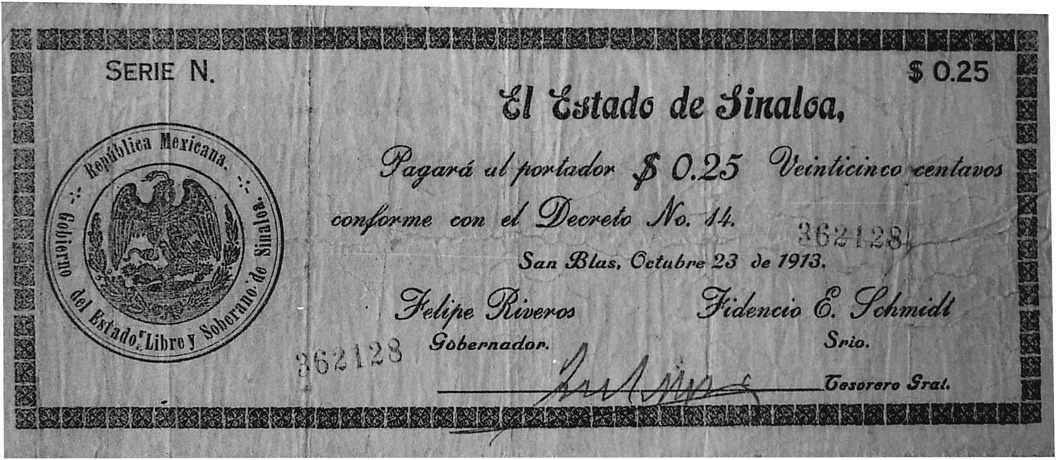 SERIE N.
$ 0.25
El Estado de Sinaloa,
Pagará al portador $ 0.25 Veinticinco centavos
conforme con el Decreto No. 14.
362128
San Blas, Octubre 23 de 1913.
República Mexicana.
Gobierno del Estado Libre y Soberano de Sinaloa.
Felipe Riveros
Gobernador.
Fidencio E. Schmidt
Srio.
362128
Tesorero Gral.